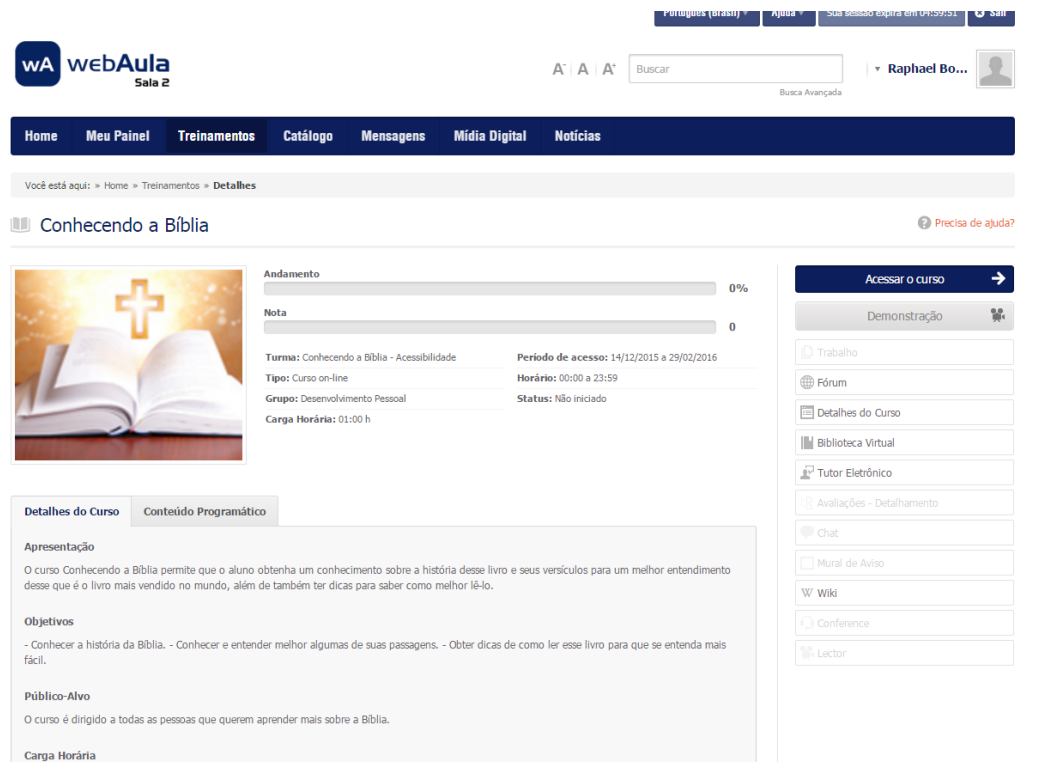 Português (Brasil)
Ajuda
Sua sessão expira em 04:59:51
Sair
wA webAula
Sala 2
A- A A+
Buscar
Raphael Bo...
Busca Avançada
Home Meu Painel Treinamentos Catálogo Mensagens Mídia Digital Notícias
Você está aqui: » Home » Treinamentos » Detalhes
Conhecendo a Bíblia
Precisa de ajuda?
Andamento
0%
Nota
0
Turma: Conhecendo a Bíblia - Acessibilidade
Período de acesso: 14/12/2015 a 29/02/2016
Tipo: Curso on-line
Horário: 00:00 a 23:59
Grupo: Desenvolvimento Pessoal
Status: Não iniciado
Carga Horária: 01:00 h
Acessar o curso
Demonstração
Trabalho
Fórum
Detalhes do Curso
Biblioteca Virtual
Tutor Eletrônico
Avaliações - Detalhamento
Chat
Mural de Aviso
W Wiki
Conference
Lector
Detalhes do Curso
Conteúdo Programático
Apresentação
O curso Conhecendo a Bíblia permite que o aluno obtenha um conhecimento sobre a história desse livro e seus versículos para um melhor entendimento
desse que é o livro mais vendido no mundo, além de também ter dicas para saber como melhor lê-lo.
Objetivos
- Conhecer a história da Bíblia. - Conhecer e entender melhor algumas de suas passagens. - Obter dicas de como ler esse livro para que se entenda mais
fácil.
Público-Alvo
O curso é dirigido a todas as pessoas que querem aprender mais sobre a Bíblia.
Carga Horária